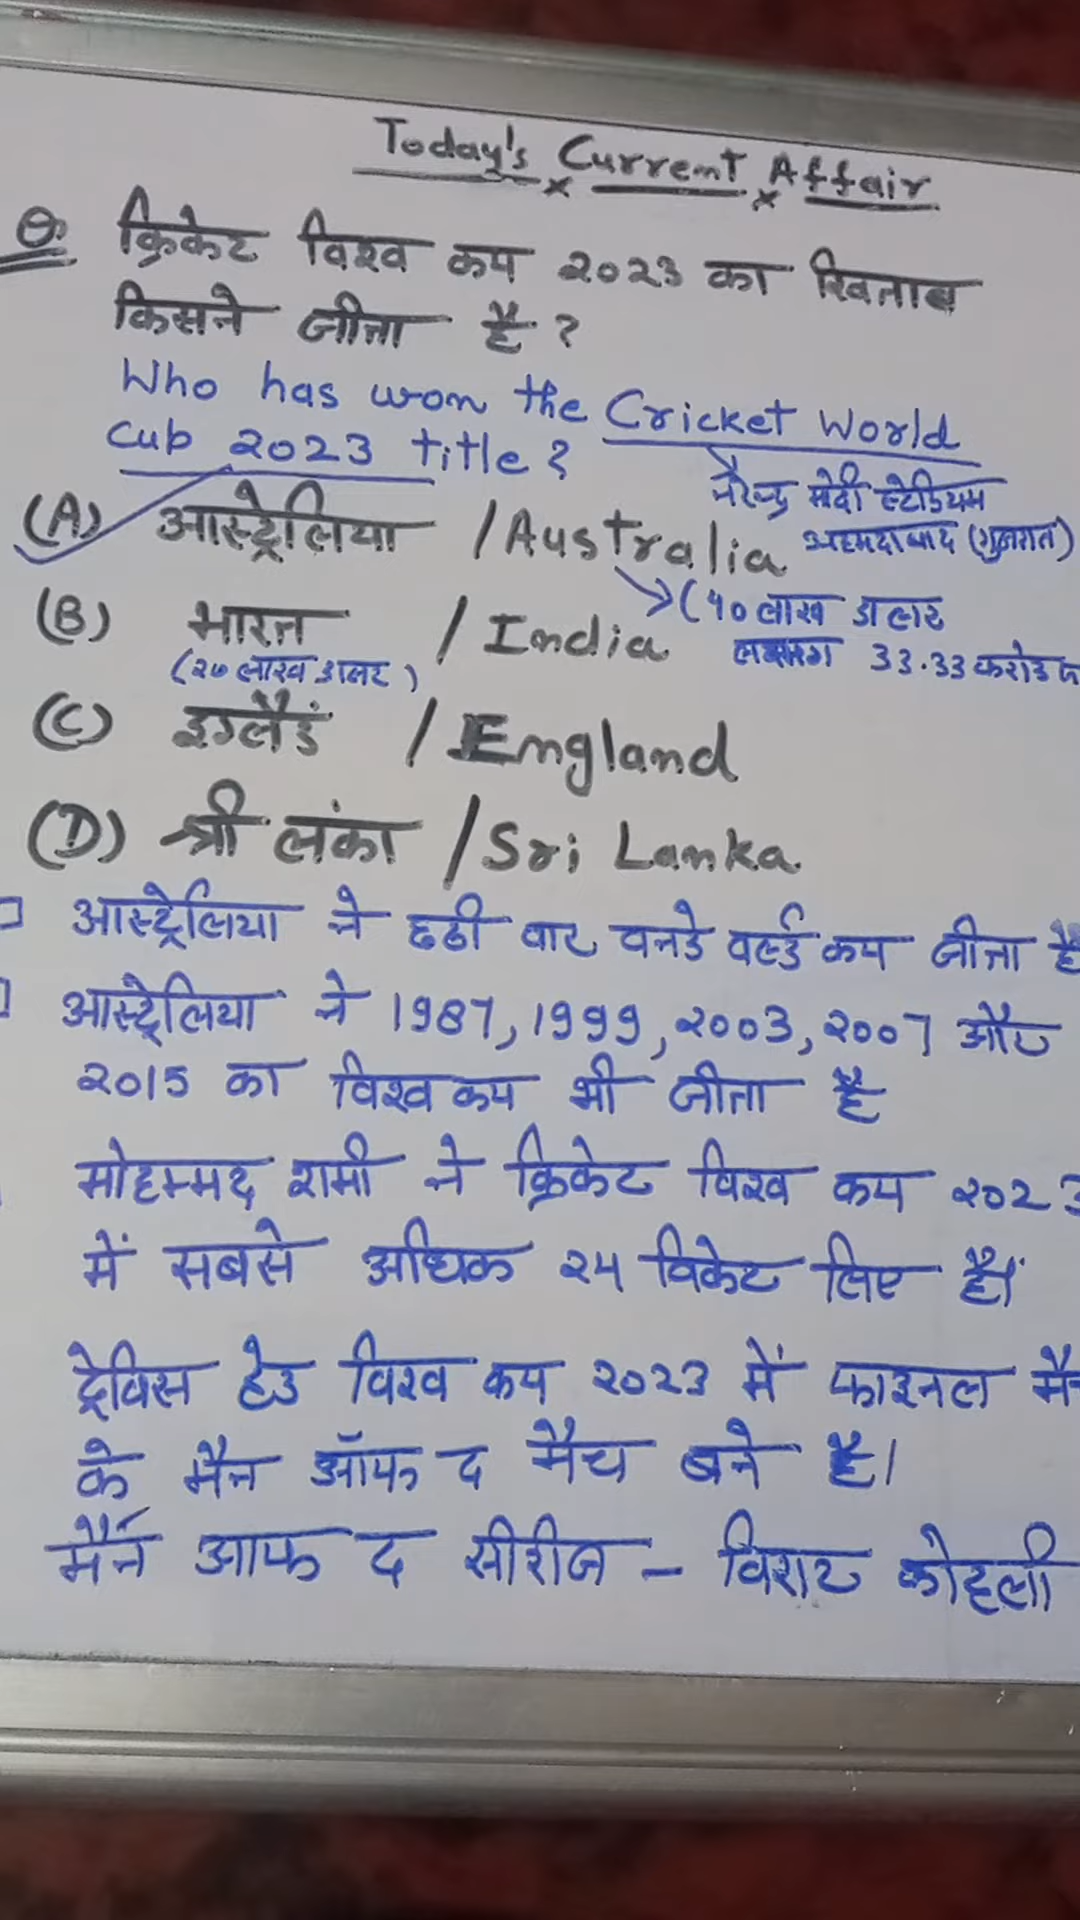 Today's Current Affair
Q. क्रिकेट विश्व कप 2023 का खिताब
किसने जीता है ?
Who has won the Cricket World
Cup 2023 title ?
नरेन्द्र मोदी स्टेडियम
अहमदाबाद (गुजरात)
(A) आस्ट्रेलिया / Australia
(40 लाख डालर
लगभग 33.33 करोड
(B) भारत / India
(20 लाख डालर)
(C) इग्लैडं / England
(D) श्री लंका / Sri Lanka
आस्ट्रेलिया ने छठी बार वनडे वर्ल्ड कप जीता है
आस्ट्रेलिया ने 1987, 1999, 2003, 2007 और
2015 का विश्व कप भी जीता है
मोहम्मद शमी ने क्रिकेट विश्व कप 2023
में सबसे अधिक 24 विकेट लिए हैं।
ट्रेविस हेड विश्व कप 2023 में फाइनल
के मैन ऑफ द मैच बने है।
मैन आफ द सीरीज – विराट कोहली